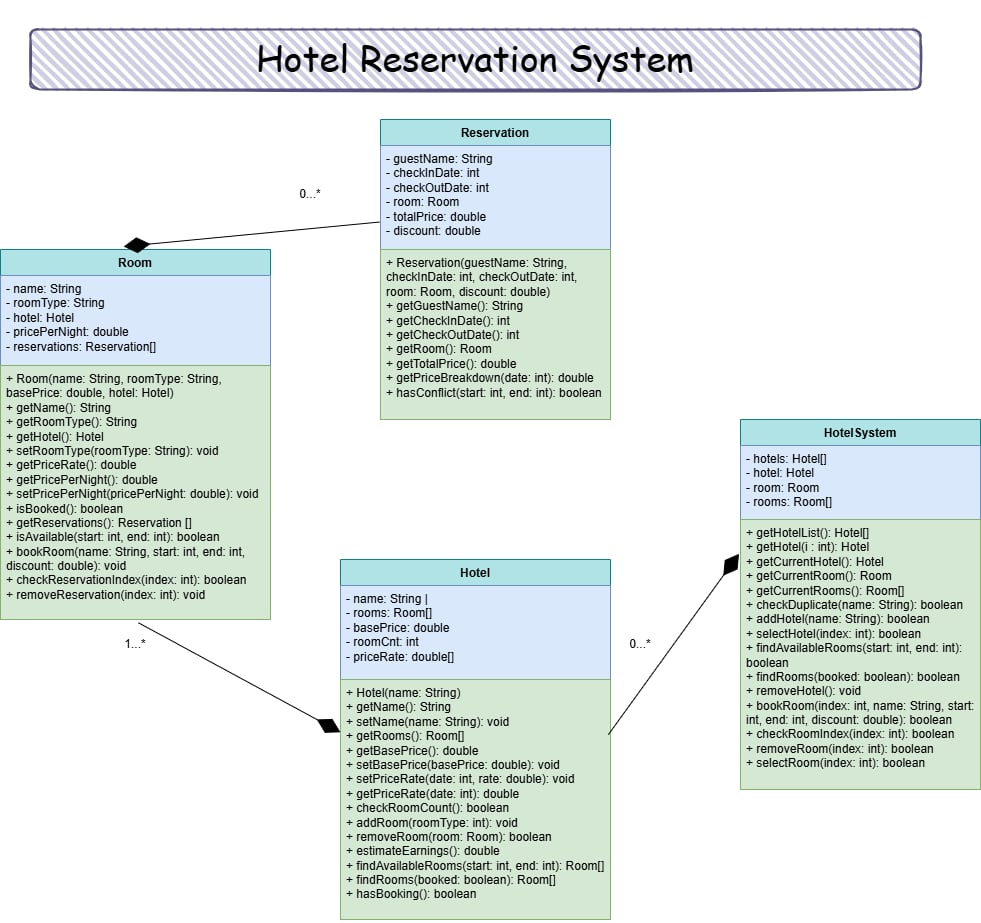 Hotel Reservation System
Reservation
- guestName: String
- checkInDate: int
- checkOutDate: int
- room: Room
- totalPrice: double
- discount: double
+ Reservation(guestName: String,
checkInDate: int, checkOutDate: int,
room: Room, discount: double)
+ getGuestName(): String
+ getCheckInDate(): int
+ getCheckOutDate(): int
+ getRoom(): Room
+ getTotalPrice(): double
+ getPriceBreakdown(date: int): double
+ hasConflict(start: int, end: int): boolean
0...*
Room
- name: String
- roomType: String
- hotel: Hotel
- pricePerNight: double
- reservations: Reservation[]
+ Room(name: String, roomType: String,
basePrice: double, hotel: Hotel)
+ getName(): String
+ getRoomType(): String
+ getHotel(): Hotel
+ setRoomType(roomType: String): void
+ getPriceRate(): double
+ getPricePerNight(): double
+ setPricePerNight(pricePerNight: double): void
+ isBooked(): boolean
+ getReservations(): Reservation []
+ isAvailable(start: int, end: int): boolean
+ bookRoom(name: String, start: int, end: int,
discount: double): void
+ checkReservationIndex(index: int): boolean
+ removeReservation(index: int): void
1...*
Hotel
- name: String |
- rooms: Room[]
- basePrice: double
- roomCnt: int
- priceRate: double[]
+ Hotel(name: String)
+ getName(): String
+ setName(name: String): void
+ getRooms(): Room[]
+ getBasePrice(): double
+ setBasePrice(basePrice: double): void
+ setPriceRate(date: int, rate: double): void
+ getPriceRate(date: int): double
+ checkRoomCount(): boolean
+ addRoom(roomType: int): void
+ removeRoom(room: Room): boolean
+ estimateEarnings(): double
+ findAvailableRooms(start: int, end: int): Room[]
+ findRooms(booked: boolean): Room[]
+ hasBooking(): boolean
0...*
HotelSystem
- hotels: Hotel[]
- hotel: Hotel
- room: Room
- rooms: Room[]
+ getHotelList(): Hotel[]
+ getHotel(i : int): Hotel
+ getCurrentHotel(): Hotel
+ getCurrentRoom(): Room
+ getCurrentRooms(): Room[]
+ checkDuplicate(name: String): boolean
+ addHotel(name: String): boolean
+ selectHotel(index: int): boolean
+ findAvailableRooms(start: int, end: int):
boolean
+ findRooms(booked: boolean): boolean
+ removeHotel(): void
+ bookRoom(index: int, name: String, start:
int, end: int, discount: double): boolean
+ checkRoomIndex(index: int): boolean
+ removeRoom(index: int): boolean
+ selectRoom(index: int): boolean